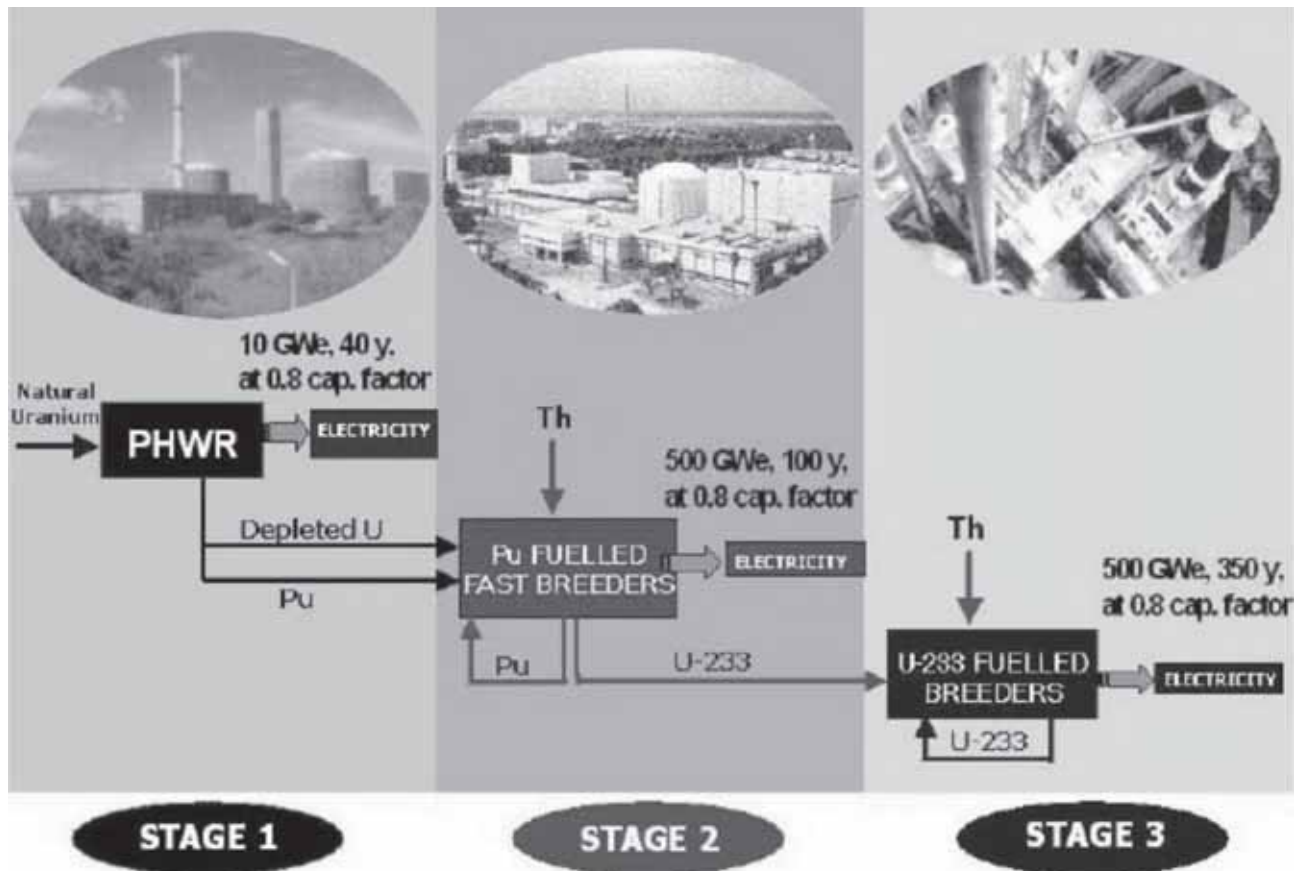 10 GWe, 40 y,
at 0.8 cap. factor
Natural
Uranium
PHWR
ELECTRICITY
Depleted U
Pu
Th
500 GWe, 100 y,
at 0.8 cap. factor
Pu FUELLED
FAST BREEDERS
ELECTRICITY
Pu
U-233
Th
500 GWe, 350 y,
at 0.8 cap. factor
U-233 FUELLED
BREEDERS
ELECTRICITY
U-233
STAGE 1
STAGE 2
STAGE 3